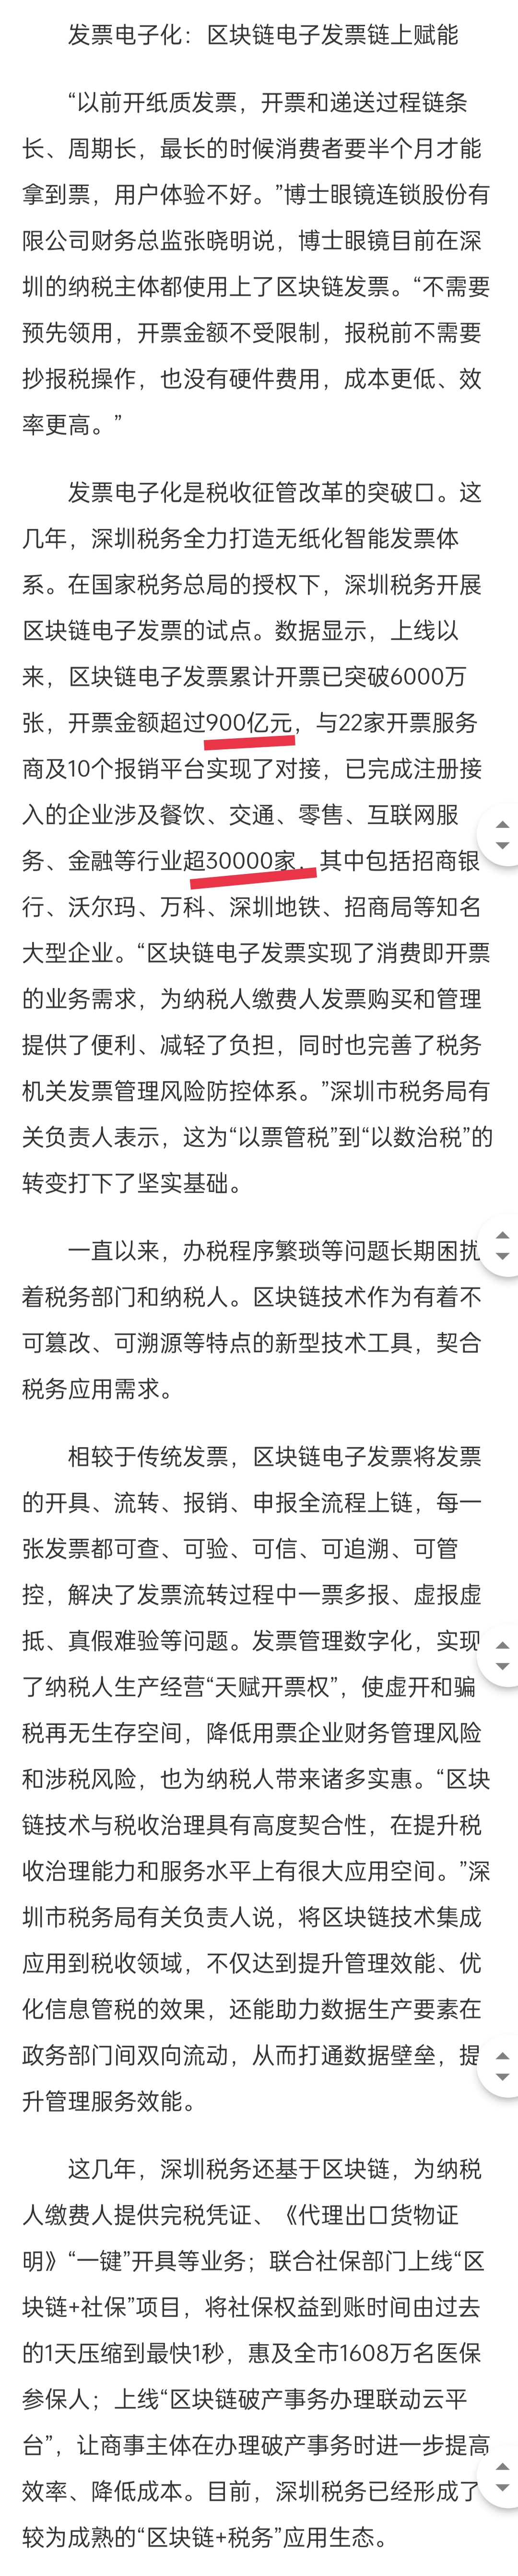 发票电子化：区块链电子发票链上赋能
“以前开纸质发票，开票和递送过程链条
长、周期长，最长的时候消费者要半个月才能
拿到票，用户体验不好。”博士眼镜连锁股份有
限公司财务总监张晓明说，博士眼镜目前在深
圳的纳税主体都使用上了区块链发票。“不需要
预先领用，开票金额不受限制，报税前不需要
抄报税操作，也没有硬件费用，成本更低、效
率更高。”
发票电子化是税收征管改革的突破口。这
几年，深圳税务全力打造无纸化智能发票体
系。在国家税务总局的授权下，深圳税务开展
区块链电子发票的试点。数据显示，上线以
来，区块链电子发票累计开票已突破6000万
张，开票金额超过900亿元，与22家开票服务
商及10个报销平台实现了对接，已完成注册接
入的企业涉及餐饮、交通、零售、互联网服
务、金融等行业超30000家，其中包括招商银
行、沃尔玛、万科、深圳地铁、招商局等知名
大型企业。“区块链电子发票实现了消费即开票
的业务需求，为纳税人缴费人发票购买和管理
提供了便利、减轻了负担，同时也完善了税务
机关发票管理风险防控体系。”深圳市税务局有
关负责人表示，这为“以票管税”到“以数治税”的
转变打下了坚实基础。
一直以来，办税程序繁琐等问题长期困扰
着税务部门和纳税人。区块链技术作为有着不
可篡改、可溯源等特点的新型技术工具，契合
税务应用需求。
相较于传统发票，区块链电子发票将发票
的开具、流转、报销、申报全流程上链，每一
张发票都可查、可验、可信、可追溯、可管
控，解决了发票流转过程中一票多报、虚报虚
抵、真假难验等问题。发票管理数字化，实现
了纳税人生产经营“天赋开票权”，使虚开和骗
税再无生存空间，降低用票企业财务管理风险
和涉税风险，也为纳税人带来诸多实惠。“区块
链技术与税收治理具有高度契合性，在提升税
收治理能力和服务水平上有很大应用空间。”深
圳市税务局有关负责人说，将区块链技术集成
应用到税收领域，不仅达到提升管理效能、优
化信息管税的效果，还能助力数据生产要素在
政务部门间双向流动，从而打通数据壁垒，提
升管理服务效能。
这几年，深圳税务还基于区块链，为纳税
人缴费人提供完税凭证、《代理出口货物证
明》“一键”开具等业务；联合社保部门上线“区
块链+社保”项目，将社保权益到账时间由过去
的1天压缩到最快1秒，惠及全市1608万名医保
参保人；上线“区块链破产事务办理联动云平
台”，让商事主体在办理破产事务时进一步提高
效率、降低成本。目前，深圳税务已经形成了
较为成熟的“区块链+税务”应用生态。